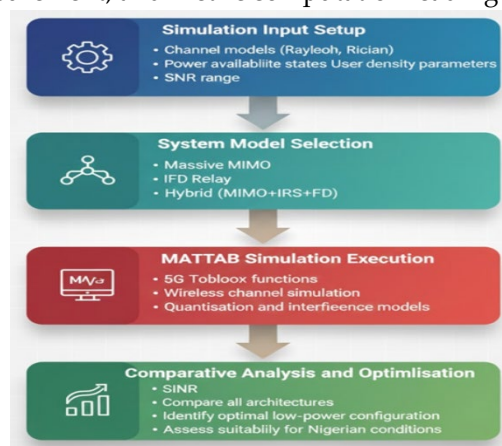 Simulation Input Setup
• Channel models (Rayleoh, Rician)
• Power availabliite states User density parameters
• SNR range
System Model Selection
• Massive MIMO
• IFD Relay
• Hybrid (MIMO+IRS+FD)
MATTAB Simulation Execution
• 5G Tobloox functions
• Wireless channel simulation
• Quantisation and interfieence models
Comparative Analysis and Optimlisation
• SINR
• Compare all architectures
• Identify optimal low-power configuration
• Assess suitabiliy for Nigerian conditions